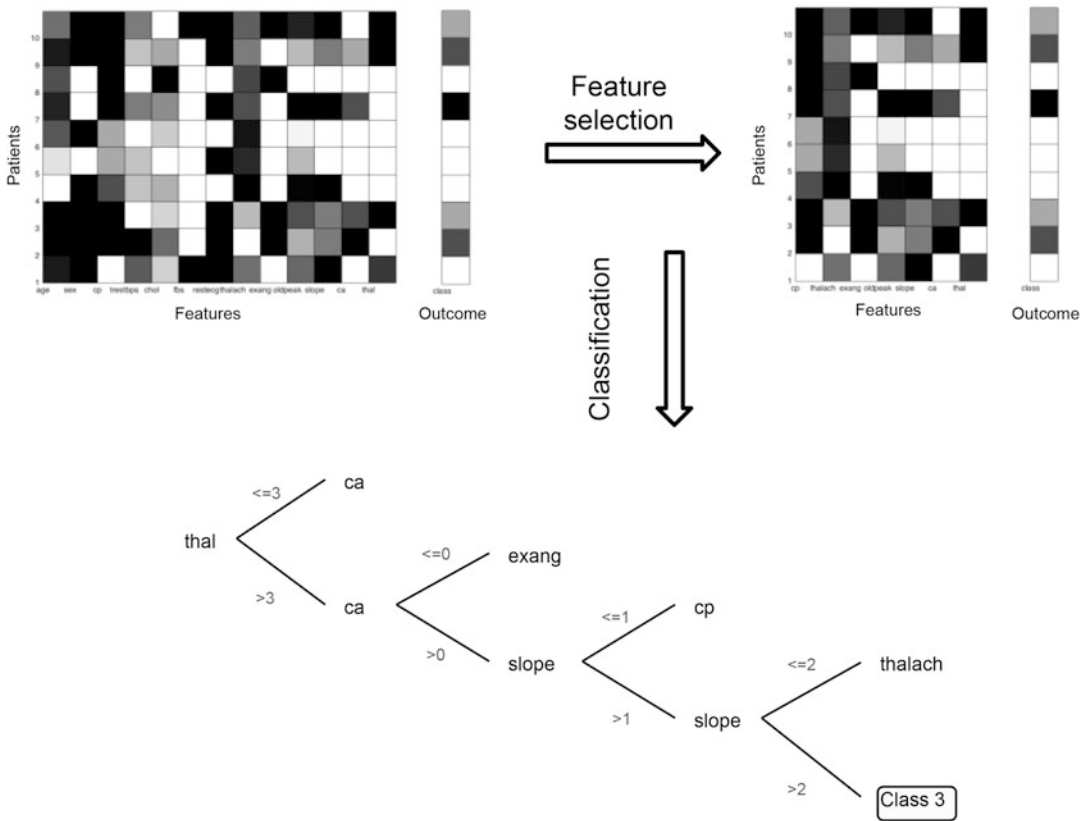 Patients
10
9
8
7
6
5
4
3
2
1
age sex cp trestbps chol fbs restecg thalach exang oldpeak slope ca thal
Features
class
Outcome
Feature
selection
Patients
10
9
8
7
6
5
4
3
2
1
cp thalach exang oldpeak slope ca thal
Features
class
Outcome
Classification
thal
<=3
ca
>3
ca
<=0
exang
>0
slope
<=1
cp
>1
slope
<=2
thalach
>2
Class 3